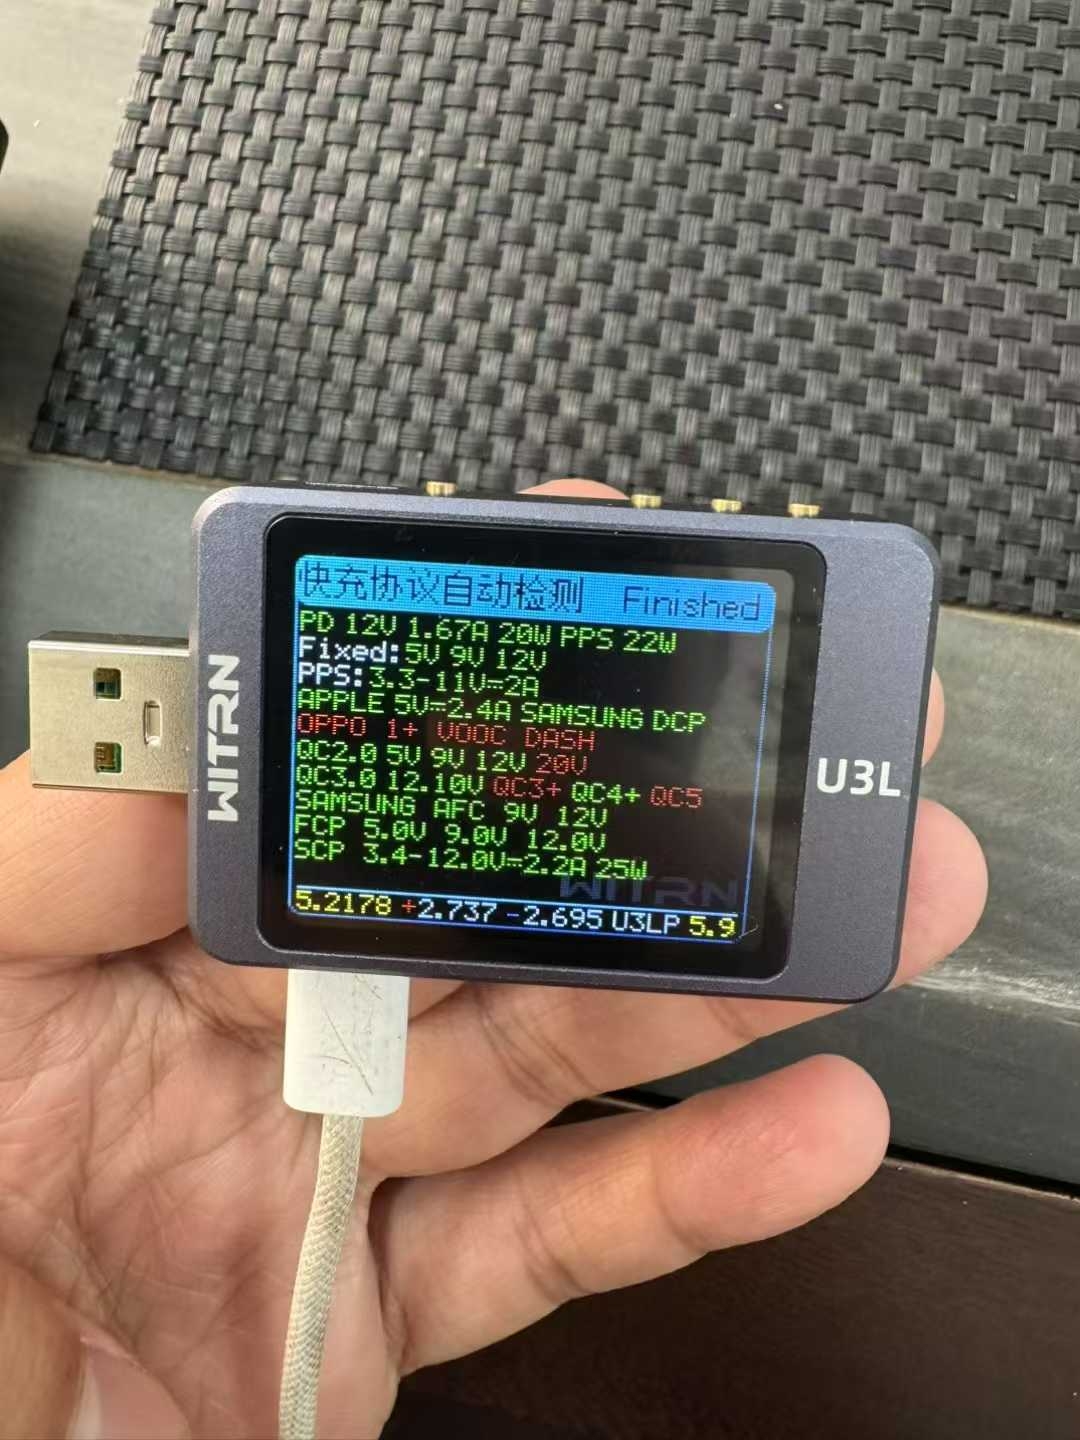 快充协议自动检测 Finished
PD 12V 1.67A 20W PPS 22W
Fixed:5V 9V 12V
PPS:3.3-11V=2A
APPLE 5V=2.4A SAMSUNG DCP
OPPO 1+ VOOC DASH
QC2.0 5V 9V 12V 20V
QC3.0 12.10V QC3+ QC4+ QC5
SAMSUNG AFC 9V 12V
FCP 5.0V 9.0V 12.0V
SCP 3.4-12.0V=2.2A 25W
WITRN
5.2178 +2.737 -2.695 U3LP 5.9
WITRN
U3L